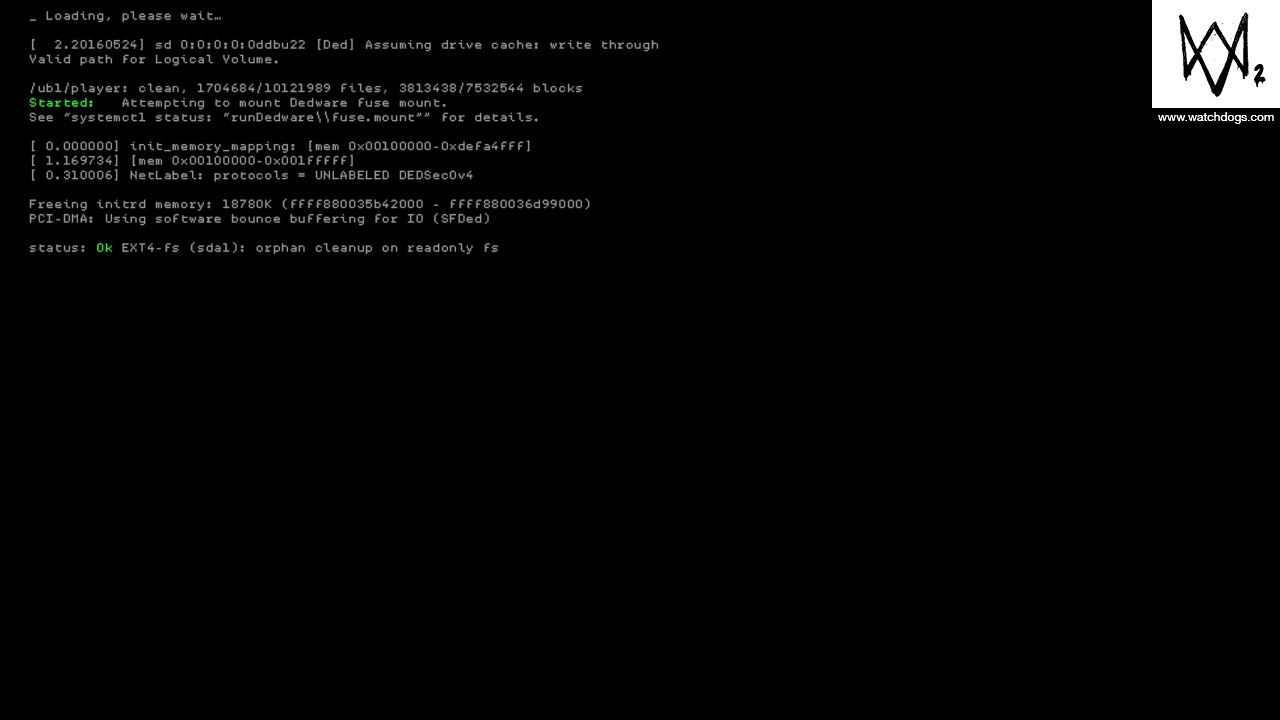 _ Loading, please wait…
[  2.20160524] sd 0:0:0:0:0ddbu22 [Ded] Assuming drive cache: write through
Valid path for Logical Volume.
/ubl/player: clean, 1704684/10121989 files, 3813438/7532544 blocks
Started:   Attempting to mount Dedware fuse mount.
See “systemctl status: “runDedware\\fuse.mount”” for details.
[ 0.000000] init_memory_mapping: [mem 0x00100000-0xdefa4fff]
[ 1.169734] [mem 0x00100000-0x001fffff]
[ 0.310006] NetLabel: protocols = UNLABELED DEDSecOv4
Freeing initrd memory: 18780K (ffff880035b42000 - ffff880036d99000)
PCI-DMA: Using software bounce buffering for IO (SFDed)
status: Ok EXT4-fs (sda1): orphan cleanup on readonly fs
2
www.watchdogs.com